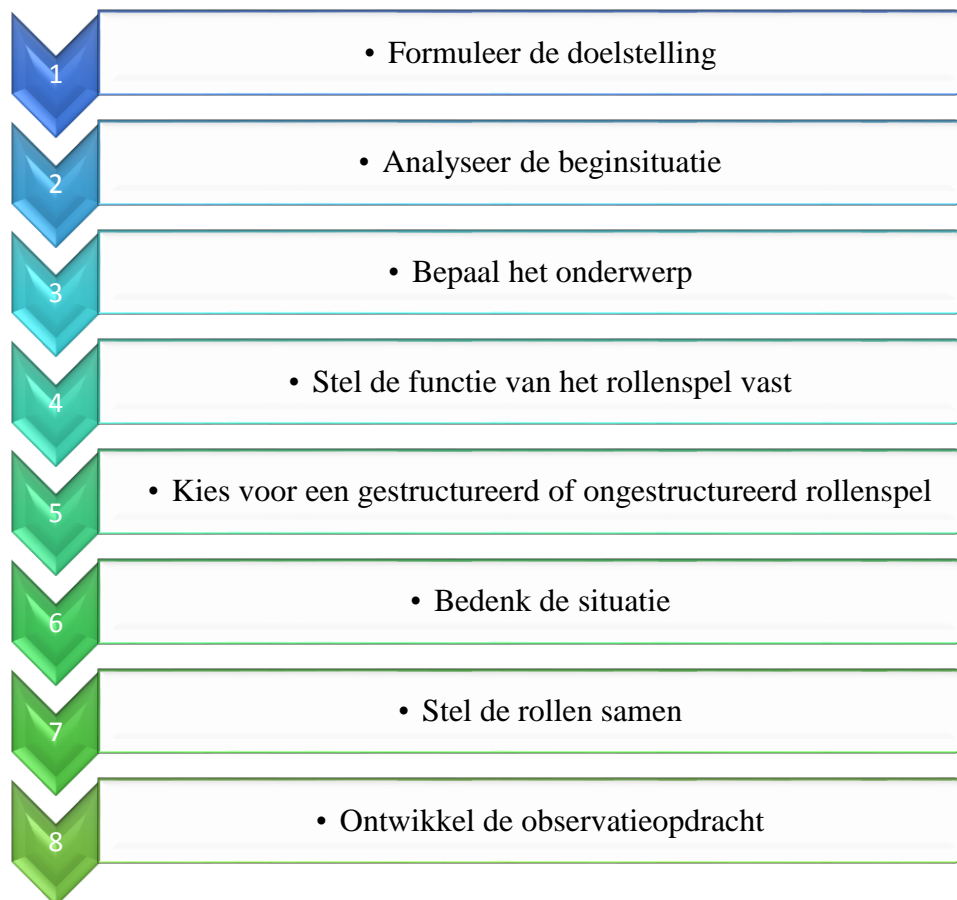 1
• Formuleer de doelstelling
2
• Analyseer de beginsituatie
3
• Bepaal het onderwerp
4
• Stel de functie van het rollenspel vast
5
• Kies voor een gestructureerd of ongestructureerd rollenspel
6
• Bedenk de situatie
7
• Stel de rollen samen
8
• Ontwikkel de observatieopdracht